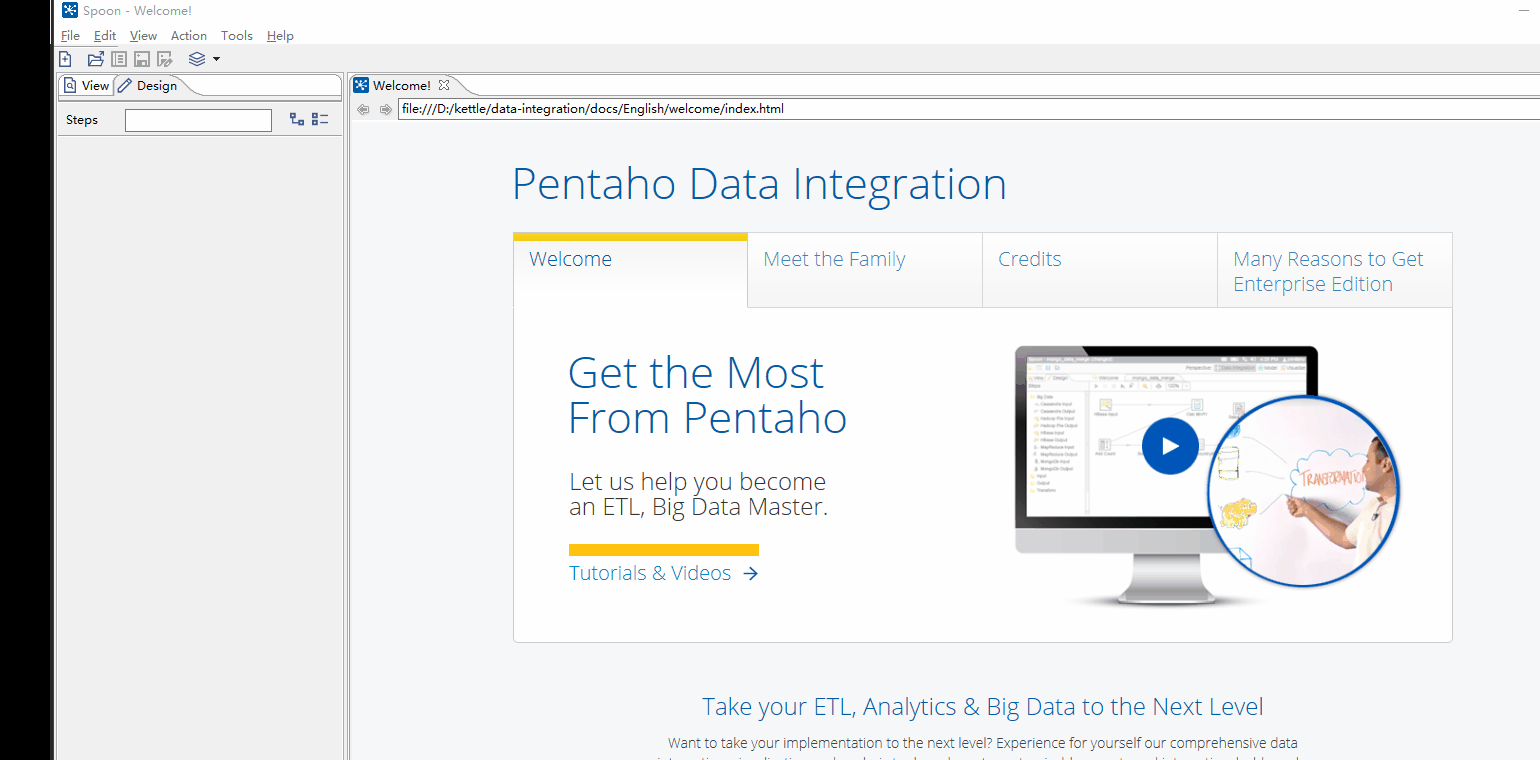 Spoon - Welcome!
File Edit View Action Tools Help
View Design
Welcome!
Steps
file:///D:/kettle/data-integration/docs/English/welcome/index.html
Pentaho Data Integration
Welcome
Meet the Family
Credits
Many Reasons to Get
Enterprise Edition
Get the Most
From Pentaho
Let us help you become
an ETL, Big Data Master.
Tutorials & Videos
TRANSFORMATION
Take your ETL, Analytics & Big Data to the Next Level
Want to take your implementation to the next level? Experience for yourself our comprehensive data